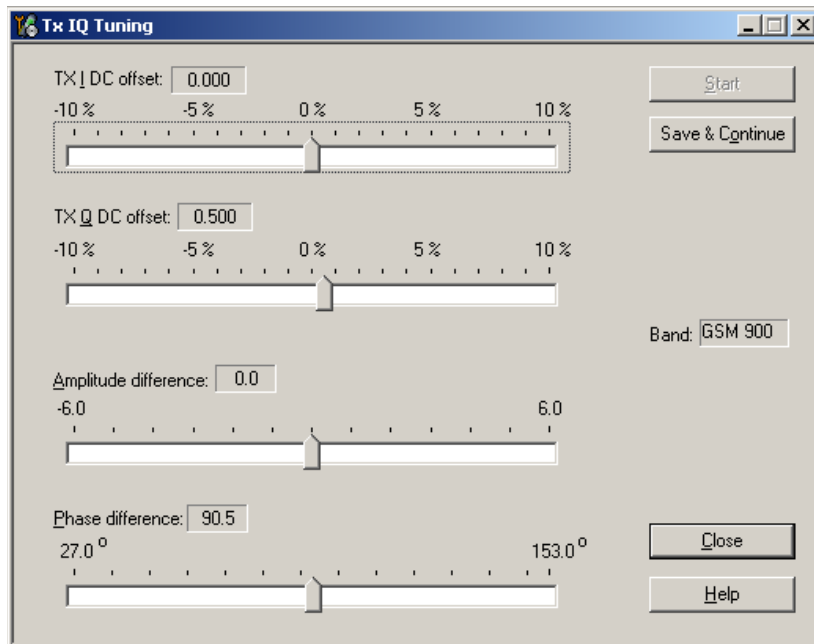 Tx IQ Tuning
TX I DC offset: 0.000
-10 % -5 % 0 % 5 % 10 %
Start
Save & Continue
TX Q DC offset: 0.500
-10 % -5 % 0 % 5 % 10 %
Band: GSM 900
Amplitude difference: 0.0
-6.0 6.0
Phase difference: 90.5
27.0 ° 153.0 °
Close
Help